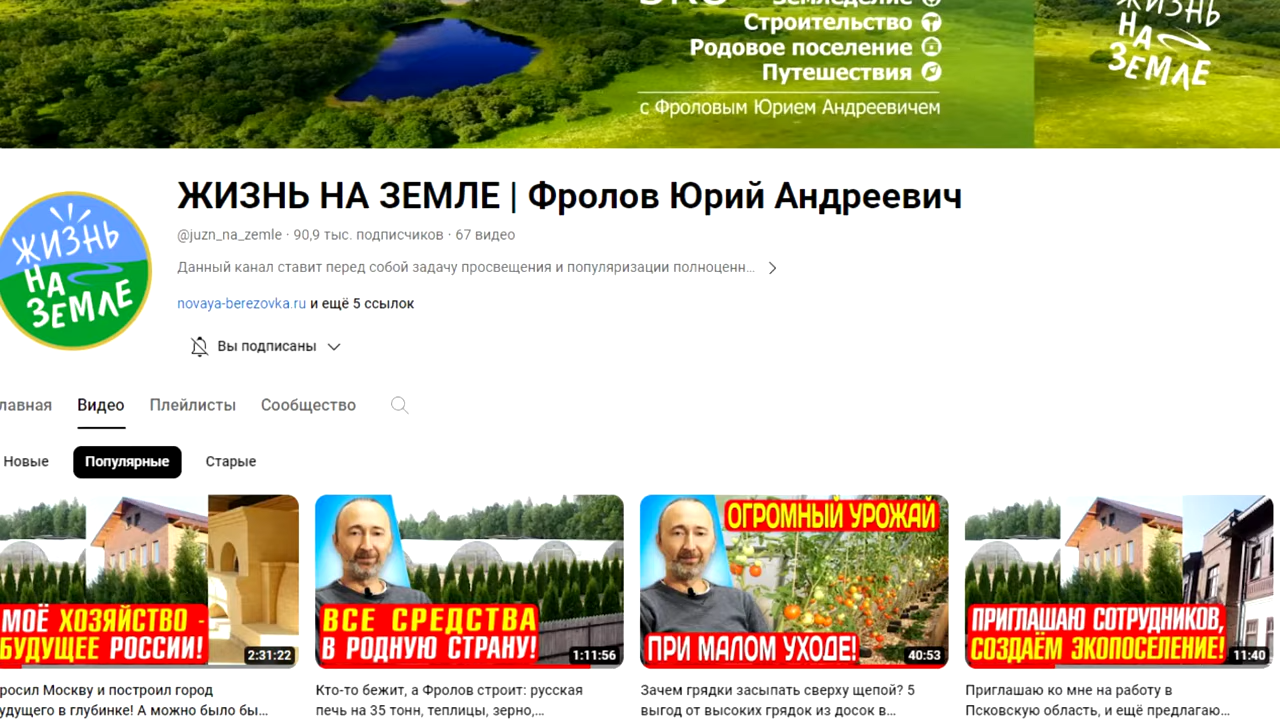 Земледелие
Строительство
Родовое поселение
Путешествия
с Фроловым Юрием Андреевичем
ЖИЗНЬ
НА
ЗЕМЛЕ
ЖИЗНЬ
НА
ЗЕМЛЕ
ЖИЗНЬ НА ЗЕМЛЕ | Фролов Юрий Андреевич
@juzn_na_zemle · 90,9 тыс. подписчиков · 67 видео
Данный канал ставит перед собой задачу просвещения и популяризации полноценн...
novaya-berezovka.ru и ещё 5 ссылок
Вы подписаны
лавная Видео Плейлисты Сообщество
Новые Популярные Старые
МОЁ ХОЗЯЙСТВО -
БУДУЩЕЕ РОССИИ!
2:31:22
ВСЕ СРЕДСТВА
В РОДНУЮ СТРАНУ!
1:11:56
ОГРОМНЫЙ УРОЖАЙ
ПРИ МАЛОМ УХОДЕ!
40:53
ПРИГЛАШАЮ СОТРУДНИКОВ,
СОЗДАЁМ ЭКОПОСЕЛЕНИЕ!
11:40
росил Москву и построил город
удущего в глубинке! А можно было бы...
Кто-то бежит, а Фролов строит: русская
печь на 35 тонн, теплицы, зерно,...
Зачем грядки засыпать сверху щепой? 5
выгод от высоких грядок из досок в...
Приглашаю ко мне на работу в
Псковскую область, и ещё предлагаю...